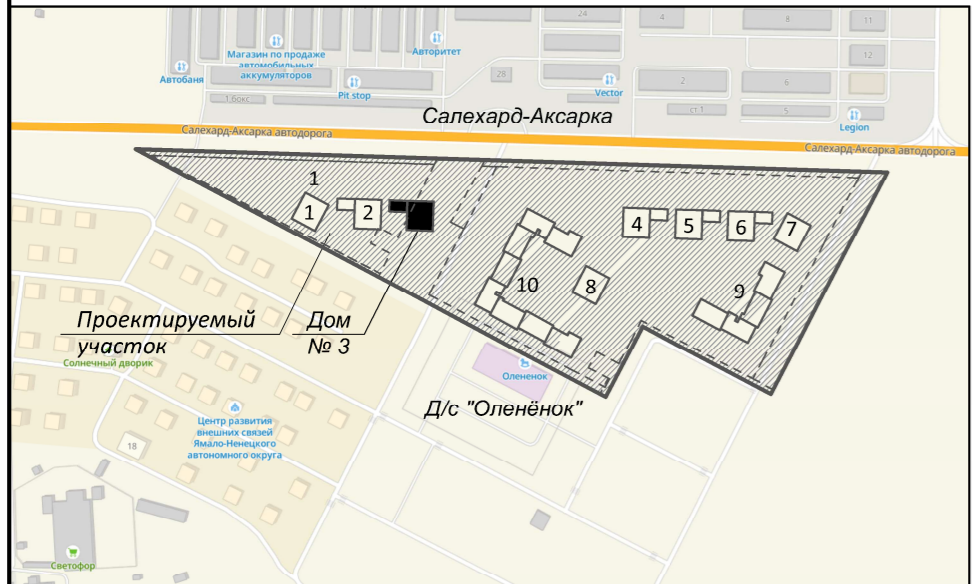 24
4
8
11
Авторитет
Магазин по продаже
автомобильных
аккумуляторов
12
Автобаня
28
Pit stop
Vector
2
6
1 бокс
ст.1
5
Салехард-Аксарка
Legion
Салехард-Аксарка автодорога
Салехард-Аксарка автодорога
1
1
2
4
5
6
7
10
8
9
Проектируемый
участок
Дом
№ 3
Солнечный дворик
Олененок
Д/с "Оленёнок"
Центр развития
внешних связей
Ямало-Ненецкого
автономного округа
18
Светофор